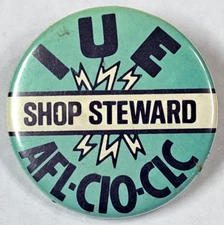 IUE
SHOP STEWARD
AFL-CIO-CLC